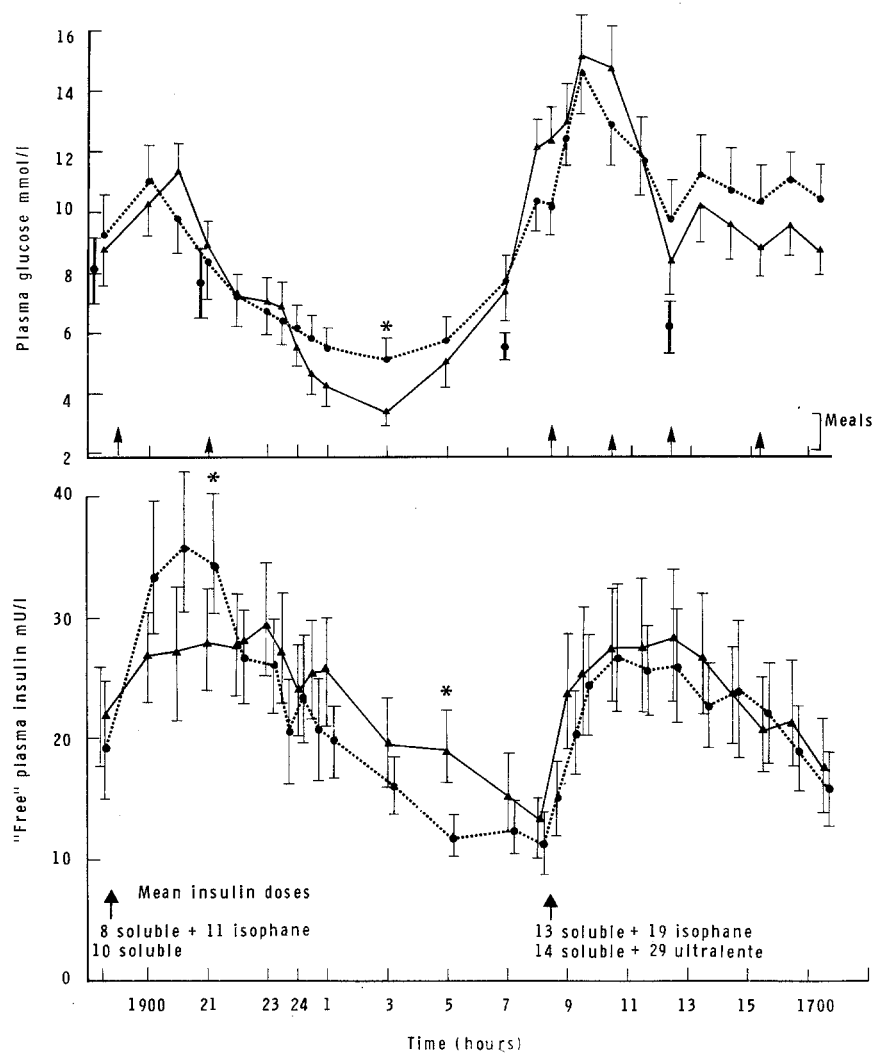 16
14
12
10
8
6
4
2
Plasma glucose mmol/l
*
Meals
40
30
20
10
0
"Free" plasma insulin mU/l
*
*
Mean insulin doses
8 soluble + 11 isophane
10 soluble
13 soluble + 19 isophane
14 soluble + 29 ultralente
1900 21 23 24 1 3 5 7 9 11 13 15 1700
Time (hours)